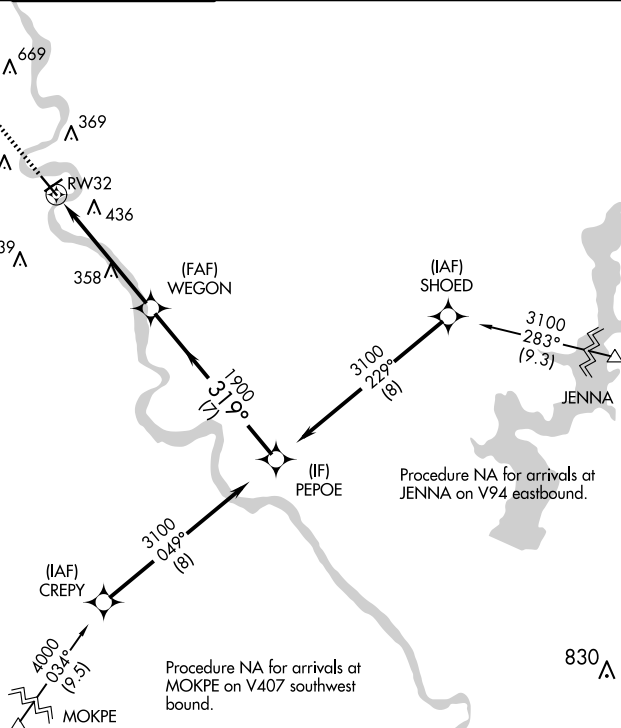 669
369
RW32
436
39
358
(FAF)
WEGON
(IAF)
SHOED
3100
283°
(9.3)
JENNA
3100
229°
(8)
1900
319°
(7)
(IF)
PEPOE
Procedure NA for arrivals at
JENNA on V94 eastbound.
3100
049°
(8)
(IAF)
CREPY
4000
034°
(9.5)
MOKPE
Procedure NA for arrivals at
MOKPE on V407 southwest
bound.
830